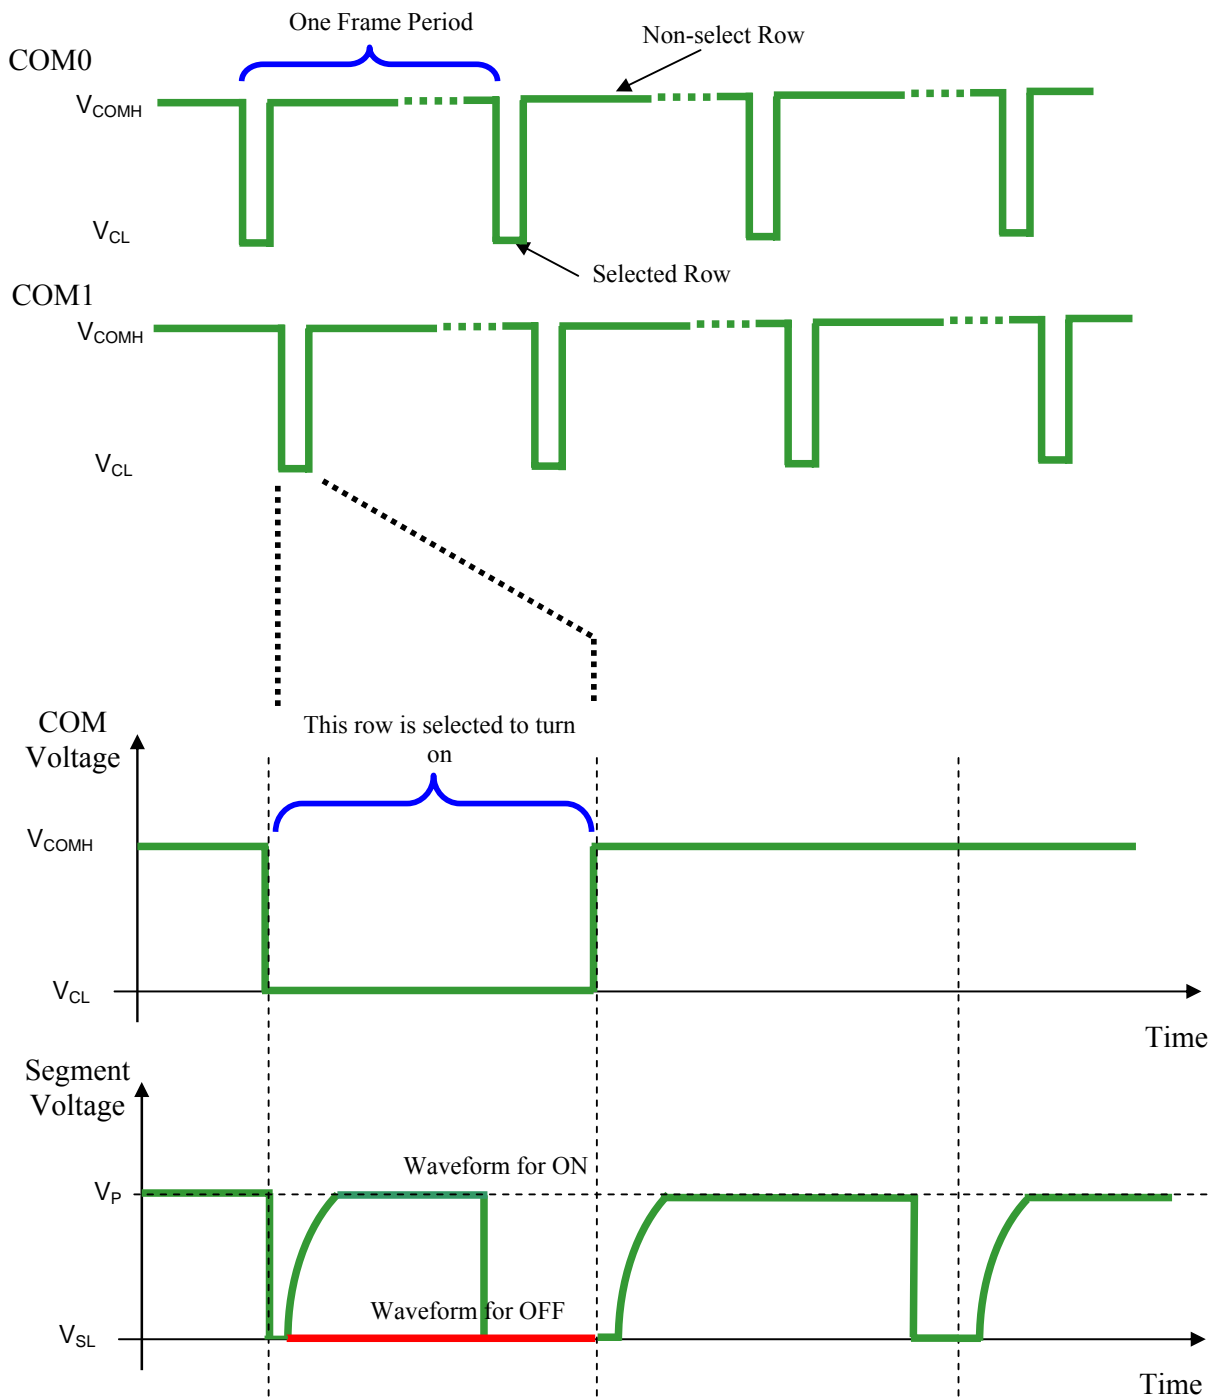 One Frame Period
Non-select Row
COM0
VCOMH
VCL
Selected Row
COM1
VCOMH
VCL
This row is selected to turn
on
COM
Voltage
VCOMH
VCL
Time
Segment
Voltage
Waveform for ON
VP
Waveform for OFF
VSL
Time